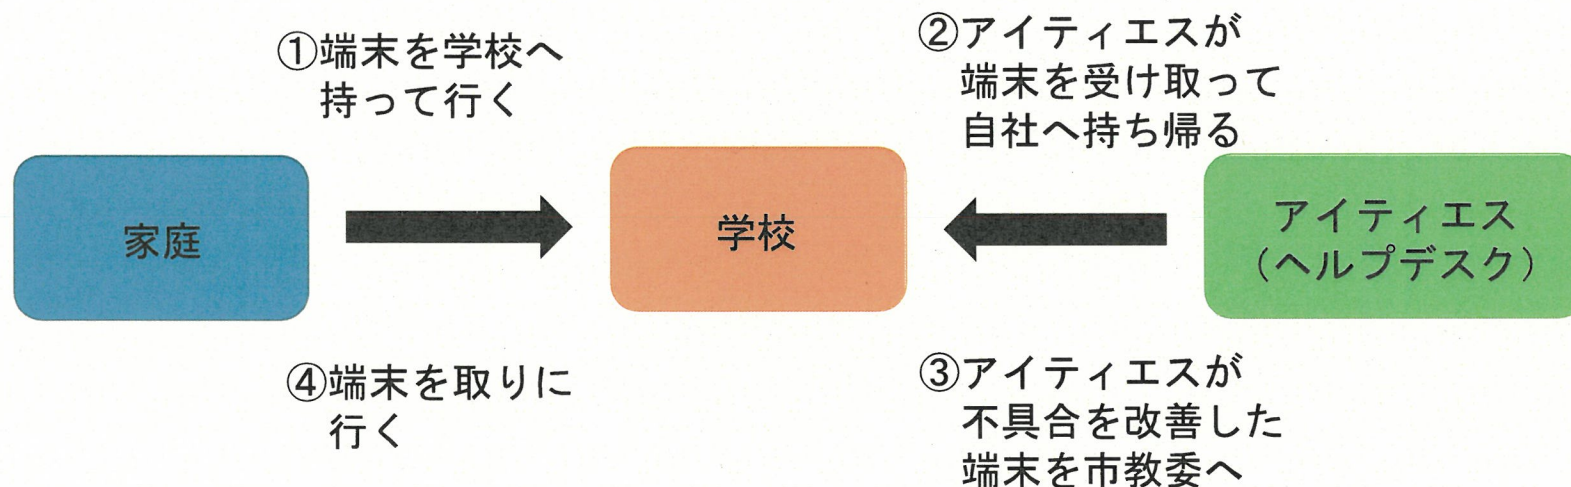 ①端末を学校へ
持って行く
②アイティエスが
端末を受け取って
自社へ持ち帰る
家庭
学校
アイティエス
（ヘルプデスク）
④端末を取りに
行く
③アイティエスが
不具合を改善した
端末を市教委へ